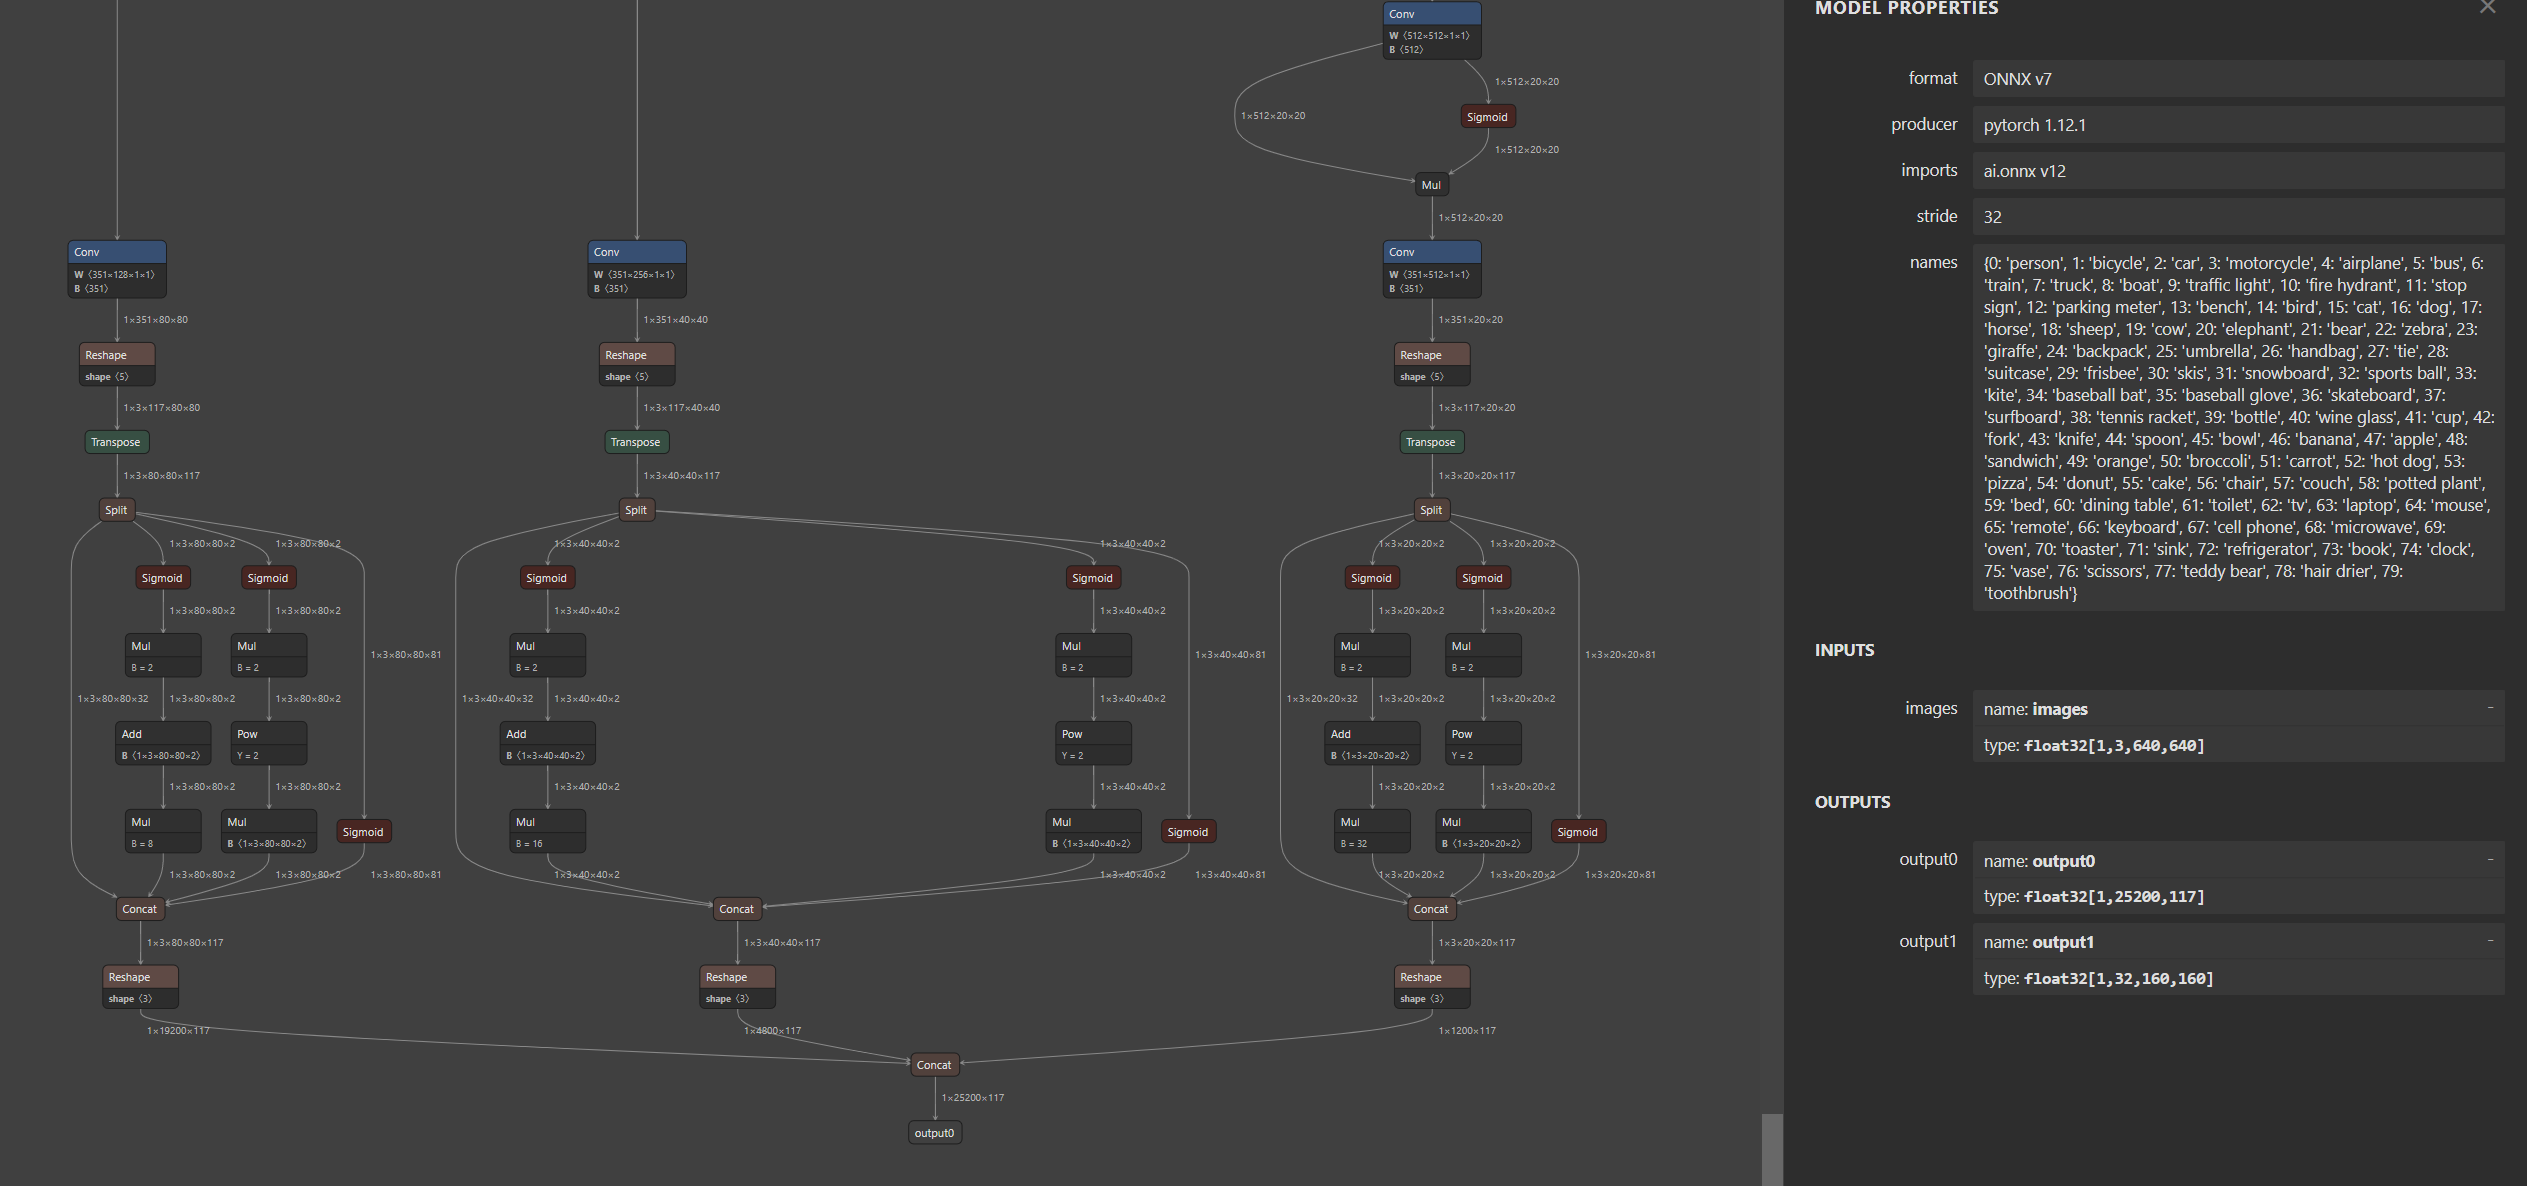 Conv
W ⟨512×512×1×1⟩
B ⟨512⟩
1×512×20×20
1×512×20×20
Sigmoid
1×512×20×20
Mul
1×512×20×20
Conv
W ⟨351×128×1×1⟩
B ⟨351⟩
Conv
W ⟨351×256×1×1⟩
B ⟨351⟩
Conv
W ⟨351×512×1×1⟩
B ⟨351⟩
1×351×80×80
1×351×40×40
1×351×20×20
Reshape
shape ⟨5⟩
Reshape
shape ⟨5⟩
Reshape
shape ⟨5⟩
1×3×117×80×80
1×3×117×40×40
1×3×117×20×20
Transpose
Transpose
Transpose
1×3×80×80×117
1×3×40×40×117
1×3×20×20×117
Split
Split
Split
1×3×80×80×2
1×3×80×80×2
1×3×40×40×2
1×3×40×40×2
1×3×20×20×2
1×3×20×20×2
Sigmoid
Sigmoid
Sigmoid
Sigmoid
Sigmoid
Sigmoid
1×3×80×80×2
1×3×80×80×2
1×3×40×40×2
1×3×40×40×2
1×3×20×20×2
1×3×20×20×2
Mul
B = 2
Mul
B = 2
Mul
B = 2
Mul
B = 2
Mul
B = 2
Mul
B = 2
1×3×80×80×81
1×3×40×40×81
1×3×20×20×81
1×3×80×80×32
1×3×80×80×2
1×3×80×80×2
1×3×40×40×32
1×3×40×40×2
1×3×40×40×2
1×3×20×20×32
1×3×20×20×2
1×3×20×20×2
Add
B ⟨1×3×80×80×2⟩
Pow
Y = 2
Add
B ⟨1×3×40×40×2⟩
Pow
Y = 2
Add
B ⟨1×3×20×20×2⟩
Pow
Y = 2
1×3×80×80×2
1×3×80×80×2
1×3×40×40×2
1×3×40×40×2
1×3×20×20×2
1×3×20×20×2
Mul
B = 8
Mul
B ⟨1×3×80×80×2⟩
Sigmoid
Mul
B = 16
Mul
B ⟨1×3×40×40×2⟩
Sigmoid
Mul
B = 32
Mul
B ⟨1×3×20×20×2⟩
Sigmoid
1×3×80×80×2
1×3×80×80×2
1×3×80×80×81
1×3×40×40×2
1×3×40×40×2
1×3×40×40×81
1×3×20×20×2
1×3×20×20×2
1×3×20×20×81
Concat
Concat
Concat
1×3×80×80×117
1×3×40×40×117
1×3×20×20×117
Reshape
shape ⟨3⟩
Reshape
shape ⟨3⟩
Reshape
shape ⟨3⟩
1×19200×117
1×4800×117
1×1200×117
Concat
1×25200×117
output0
MODEL PROPERTIES
format ONNX v7
producer pytorch 1.12.1
imports ai.onnx v12
stride 32
names {0: 'person', 1: 'bicycle', 2: 'car', 3: 'motorcycle', 4: 'airplane', 5: 'bus', 6:
'train', 7: 'truck', 8: 'boat', 9: 'traffic light', 10: 'fire hydrant', 11: 'stop
sign', 12: 'parking meter', 13: 'bench', 14: 'bird', 15: 'cat', 16: 'dog', 17:
'horse', 18: 'sheep', 19: 'cow', 20: 'elephant', 21: 'bear', 22: 'zebra', 23:
'giraffe', 24: 'backpack', 25: 'umbrella', 26: 'handbag', 27: 'tie', 28:
'suitcase', 29: 'frisbee', 30: 'skis', 31: 'snowboard', 32: 'sports ball', 33:
'kite', 34: 'baseball bat', 35: 'baseball glove', 36: 'skateboard', 37:
'surfboard', 38: 'tennis racket', 39: 'bottle', 40: 'wine glass', 41: 'cup', 42:
'fork', 43: 'knife', 44: 'spoon', 45: 'bowl', 46: 'banana', 47: 'apple', 48:
'sandwich', 49: 'orange', 50: 'broccoli', 51: 'carrot', 52: 'hot dog', 53:
'pizza', 54: 'donut', 55: 'cake', 56: 'chair', 57: 'couch', 58: 'potted plant',
59: 'bed', 60: 'dining table', 61: 'toilet', 62: 'tv', 63: 'laptop', 64: 'mouse',
65: 'remote', 66: 'keyboard', 67: 'cell phone', 68: 'microwave', 69:
'oven', 70: 'toaster', 71: 'sink', 72: 'refrigerator', 73: 'book', 74: 'clock',
75: 'vase', 76: 'scissors', 77: 'teddy bear', 78: 'hair drier', 79:
'toothbrush'}
INPUTS
images name: images -
type: float32[1,3,640,640]
OUTPUTS
output0 name: output0 -
type: float32[1,25200,117]
output1 name: output1 -
type: float32[1,32,160,160]